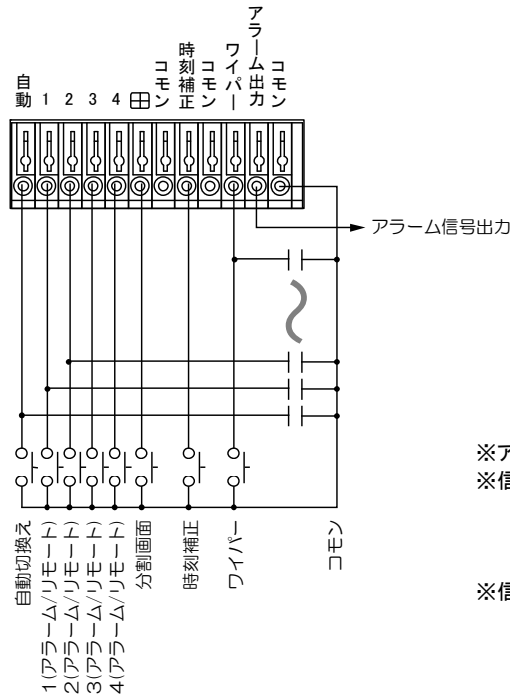 自動
1
2
3
4
田
コモン
時刻補正
コモン
ワイパー
アラーム出力
コモン
アラーム信号出力
※ア
※信
※信
自動切換え
1(アラーム/リモート)
2(アラーム/リモート)
3(アラーム/リモート)
4(アラーム/リモート)
分割画面
時刻補正
ワイパー
コモン